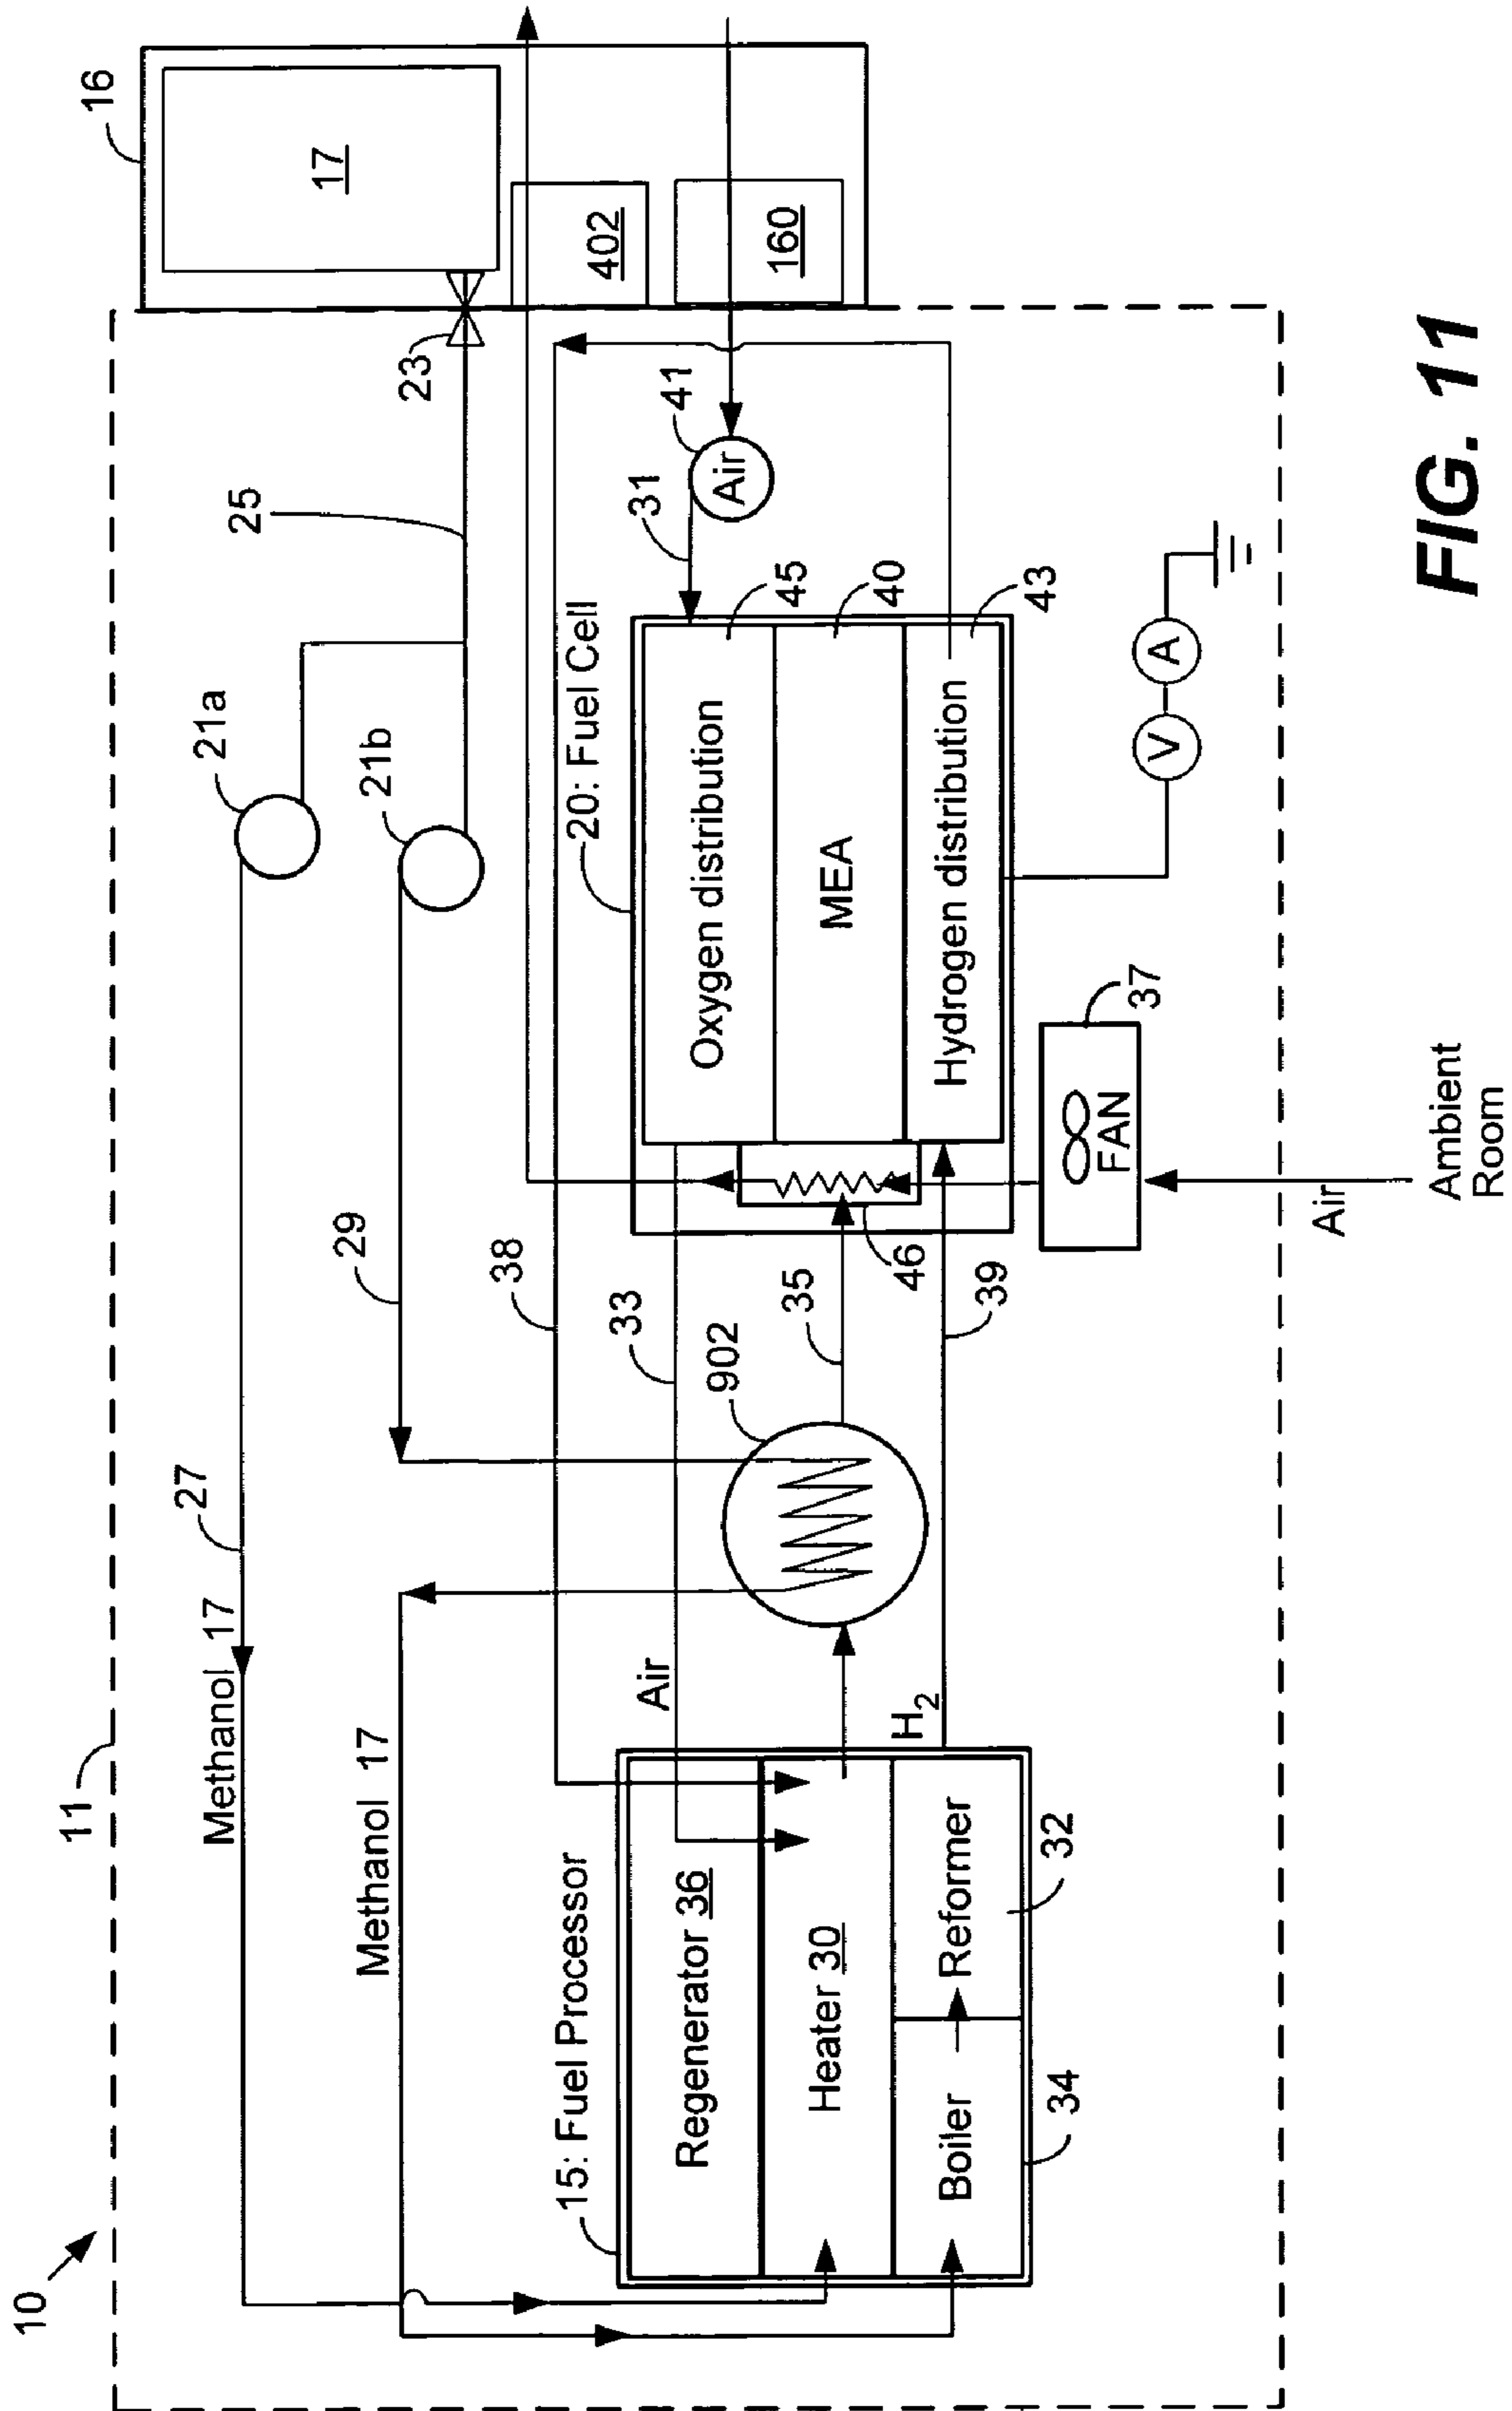 10
11
16
17
402
160
23
25
21a
21b
27
Methanol 17
29
Methanol 17
38
33
Air
902
35
46
39
H2
15: Fuel Processor
Regenerator 36
Heater 30
Boiler
Reformer
34
32
20: Fuel Cell
Oxygen distribution
MEA
Hydrogen distribution
45
40
43
31
41
Air
V
A
FAN
37
Air
Ambient
Room
FIG. 11